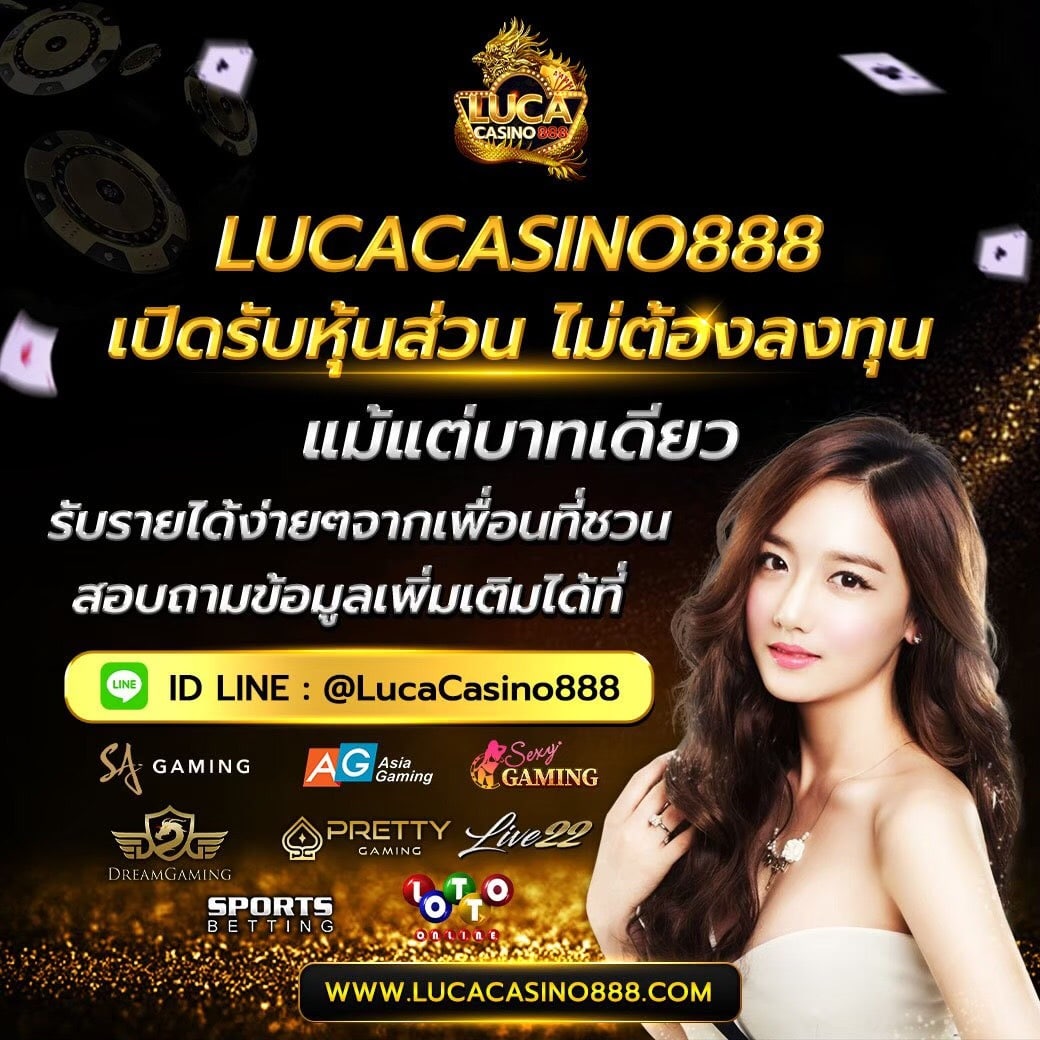 LUCA
CASINO 888
LUCACASINO888
เปิดรับหุ้นส่วน ไม่ต้องลงทุน
แม้แต่บาทเดียว
รับรายได้ง่ายๆจากเพื่อนที่ชวน
สอบถามข้อมูลเพิ่มเติมได้ที่
LINE ID LINE : @LucaCasino888
SA GAMING
AG Asia Gaming
Sexy GAMING
DG DREAMGAMING
PG PRETTY GAMING
Live22
SPORTS BETTING
LOTTO ONLINE
WWW.LUCACASINO888.COM